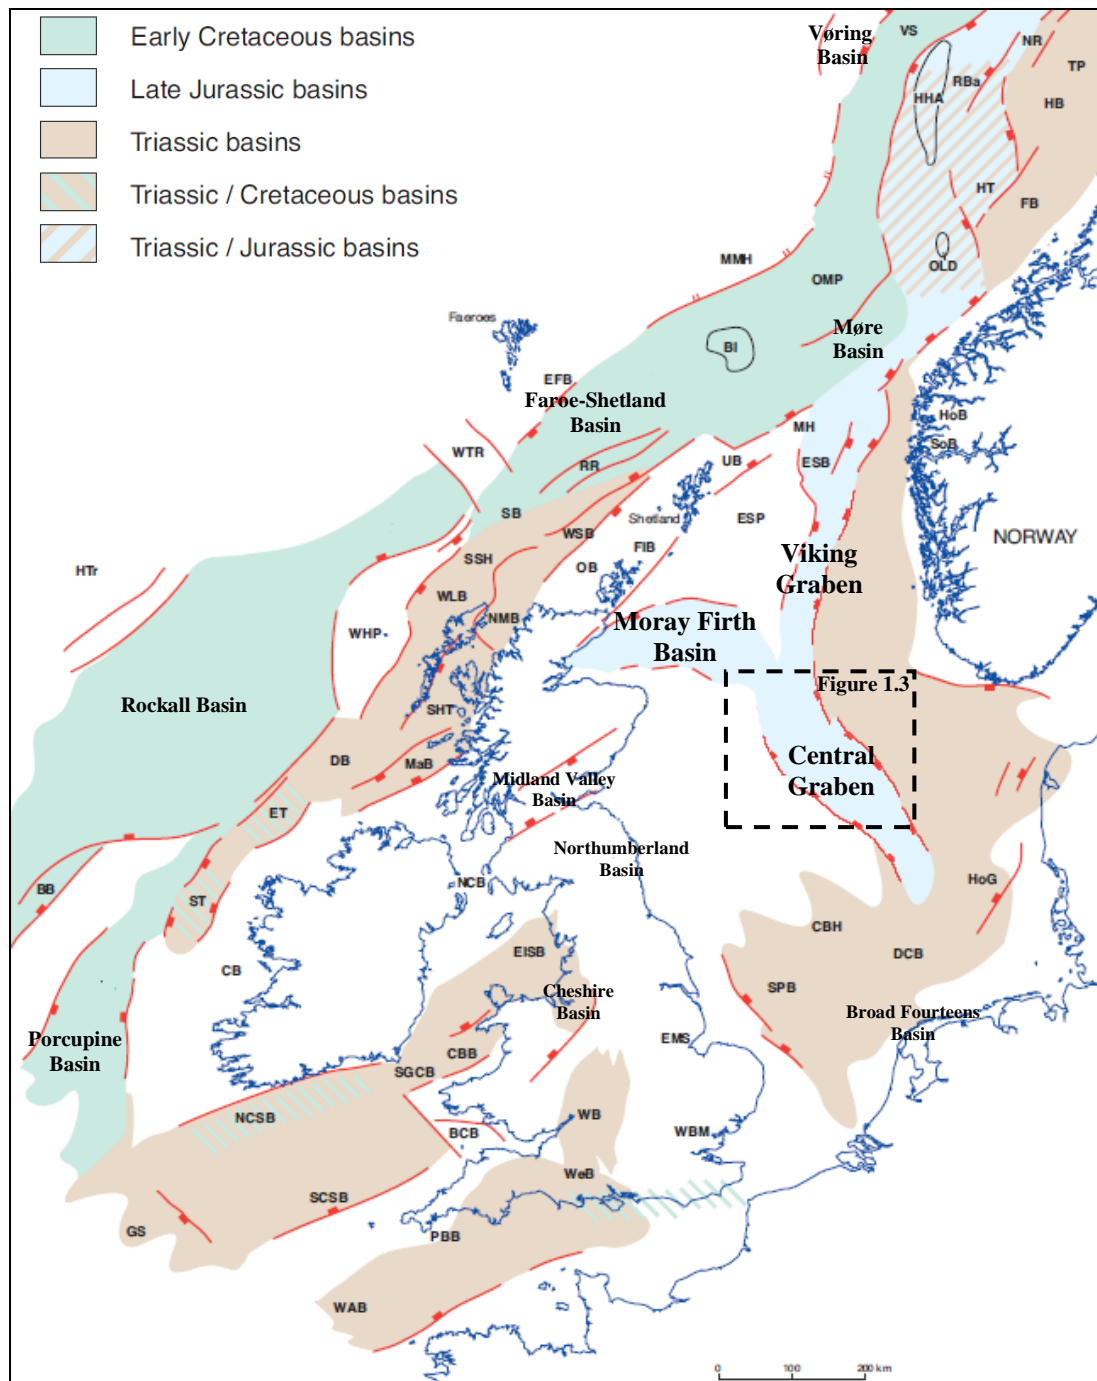 Early Cretaceous basins
Late Jurassic basins
Triassic basins
Triassic / Cretaceous basins
Triassic / Jurassic basins
Vøring
Basin
VS
NR
TP
RBa
HHA
HB
HT
FB
OLD
MMH
OMP
Faeroes
BI
Møre
Basin
EFB
Faroe-Shetland
Basin
HoB
SoB
MH
WTR
RR
UB
ESB
SB
Shetland
ESP
WSB
NORWAY
HTr
SSH
OB
FIB
Viking
Graben
WLB
NMB
WHP
Moray Firth
Basin
Figure 1.3
Rockall Basin
SHT
DB
MaB
Central
Graben
Midland Valley
Basin
ET
Northumberland
Basin
BB
NCB
HoG
ST
CBH
EISB
DCB
CB
SPB
Cheshire
Basin
Broad Fourteens
Basin
Porcupine
Basin
EMS
CBB
SGCB
NCSB
WB
BCB
WBM
WeB
SCSB
GS
PBB
WAB
0
100
200 km